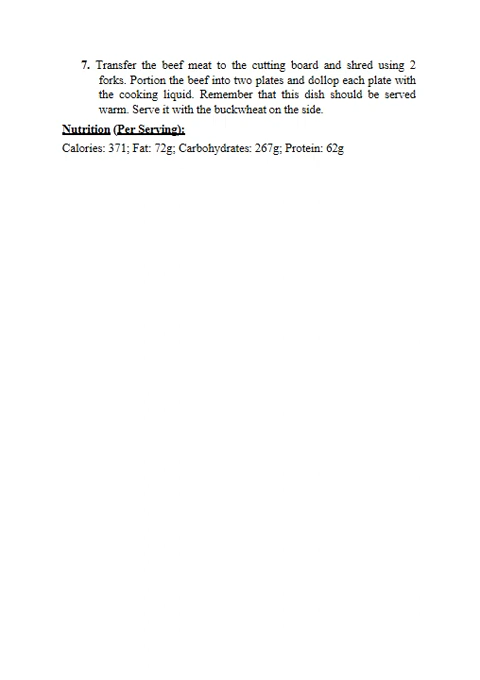 7. Transfer the beef meat to the cutting board and shred using 2
forks. Portion the beef into two plates and dollop each plate with
the cooking liquid. Remember that this dish should be served
warm. Serve it with the buckwheat on the side.
Nutrition (Per Serving):
Calories: 371; Fat: 72g; Carbohydrates: 267g; Protein: 62g